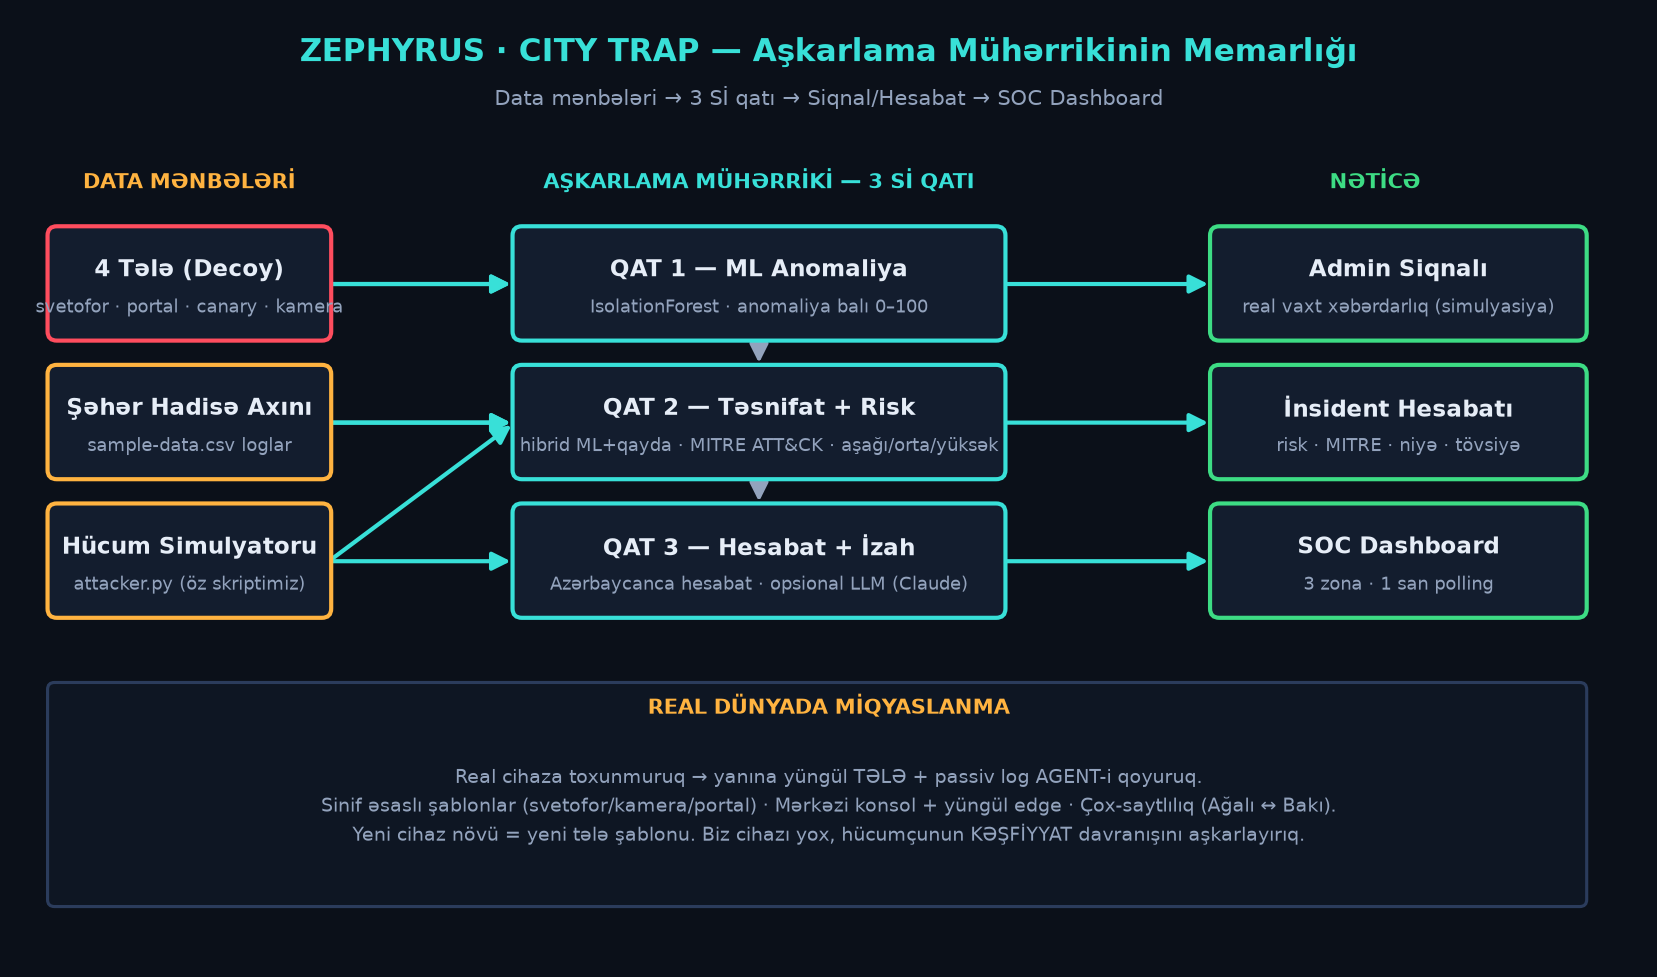 ZEPHYRUS · CITY TRAP — Aşkarlama Mühərrikinin Memarlığı
Data mənbələri → 3 Sİ qatı → Siqnal/Hesabat → SOC Dashboard
DATA MƏNBƏLƏRİ
4 Tələ (Decoy)
svetofor · portal · canary · kamera
Şəhər Hadisə Axını
sample-data.csv loglar
Hücum Simulyatoru
attacker.py (öz skriptimiz)
AŞKARLAMA MÜHƏRRİKİ — 3 Sİ QATI
QAT 1 — ML Anomaliya
IsolationForest · anomaliya balı 0–100
QAT 2 — Təsnifat + Risk
hibrid ML+qayda · MITRE ATT&CK · aşağı/orta/yüksək
QAT 3 — Hesabat + İzah
Azərbaycanca hesabat · opsional LLM (Claude)
NƏTİCƏ
Admin Siqnalı
real vaxt xəbərdarlıq (simulyasiya)
İnsident Hesabatı
risk · MITRE · niyə · tövsiyə
SOC Dashboard
3 zona · 1 san polling
REAL DÜNYADA MİQYASLANMA
Real cihaza toxunmuruq → yanına yüngül TƏLƏ + passiv log AGENT-i qoyuruq.
Sinif əsaslı şablonlar (svetofor/kamera/portal) · Mərkəzi konsol + yüngül edge · Çox-saytlılıq (Ağalı ↔ Bakı).
Yeni cihaz növü = yeni tələ şablonu. Biz cihazı yox, hücumçunun KƏŞFİYYAT davranışını aşkarlayırıq.